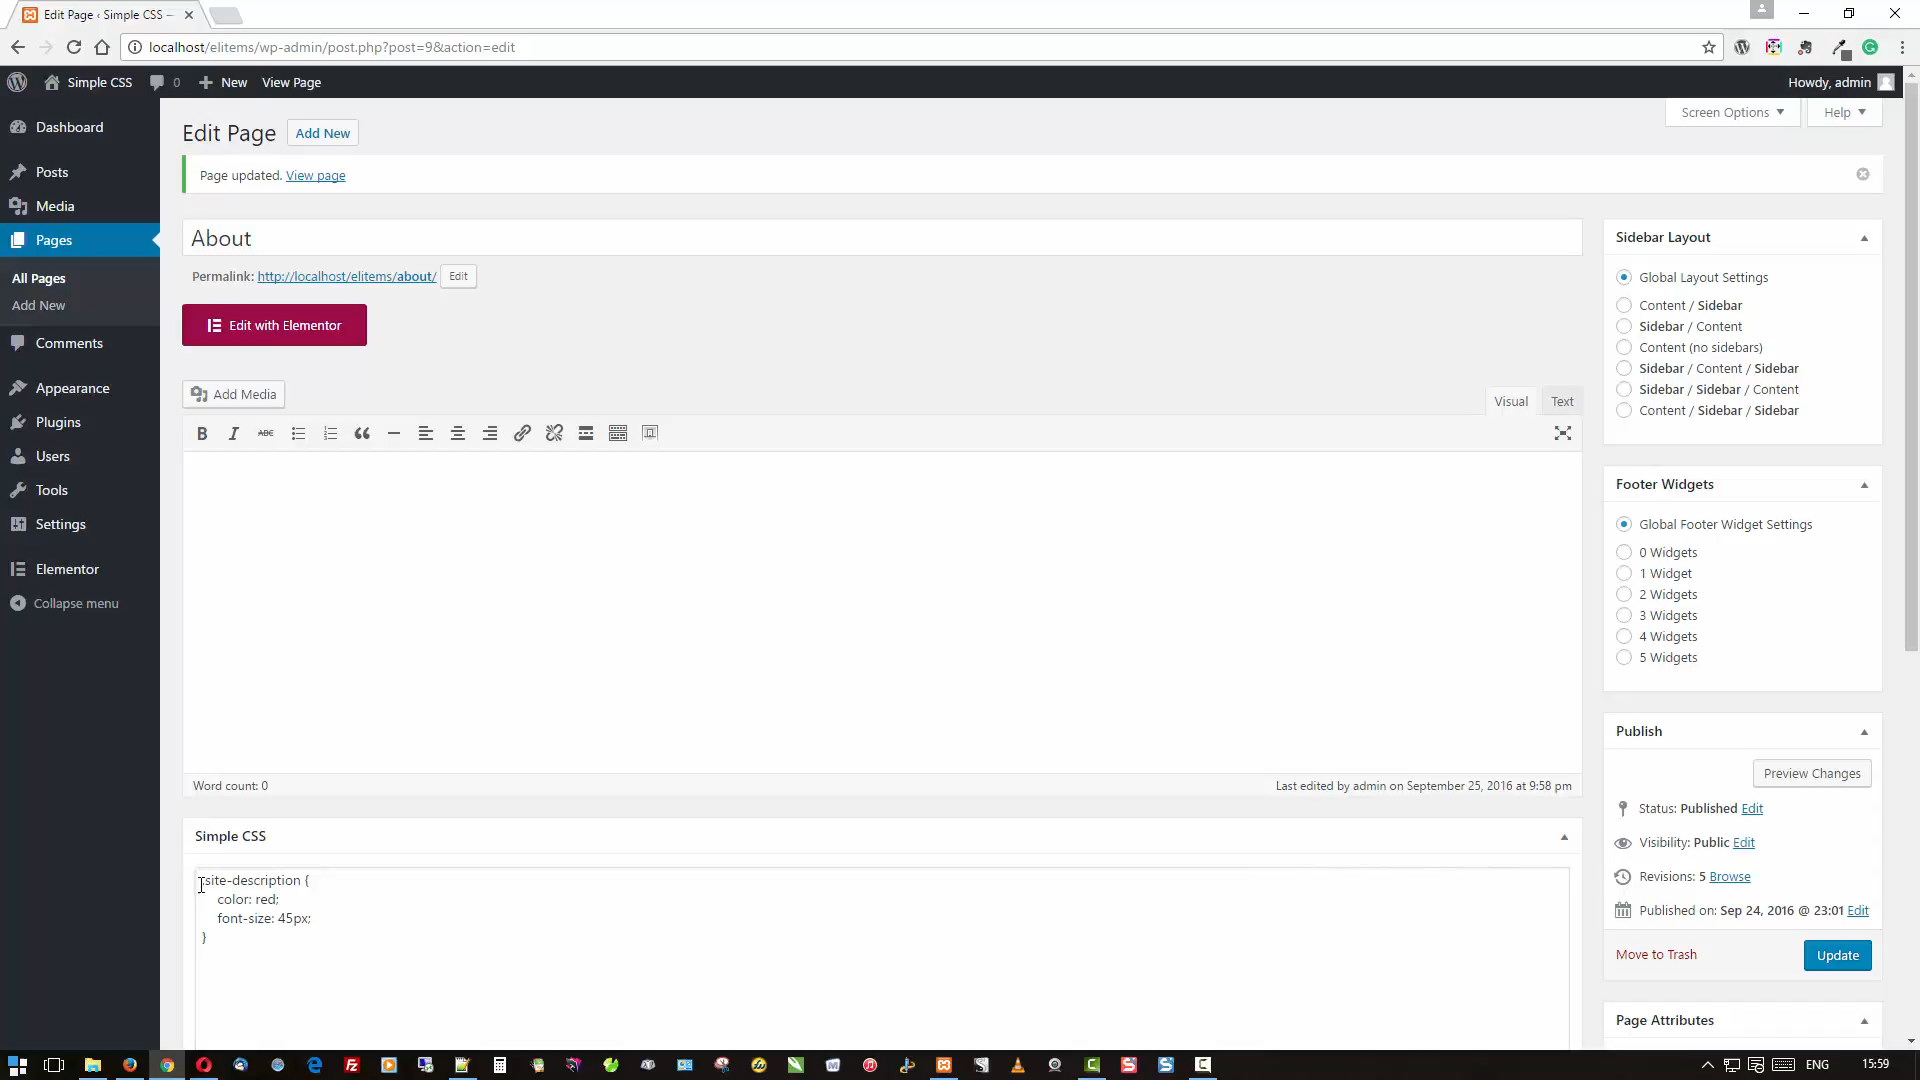 Edit Page ‹ Simple CSS –
localhost/elitems/wp-admin/post.php?post=9&action=edit
Simple CSS
0
New
View Page
Howdy, admin
Dashboard
Posts
Media
Pages
All Pages
Add New
Comments
Appearance
Plugins
Users
Tools
Settings
Elementor
Collapse menu
Screen Options
Help
Edit Page
Add New
Page updated. View page
About
Permalink: http://localhost/elitems/about/
Edit
Edit with Elementor
Add Media
Visual
Text
B
I
ABC
Word count: 0
Last edited by admin on September 25, 2016 at 9:58 pm
Simple CSS
.site-description {
color: red;
font-size: 45px;
}
Sidebar Layout
Global Layout Settings
Content / Sidebar
Sidebar / Content
Content (no sidebars)
Sidebar / Content / Sidebar
Sidebar / Sidebar / Content
Content / Sidebar / Sidebar
Footer Widgets
Global Footer Widget Settings
0 Widgets
1 Widget
2 Widgets
3 Widgets
4 Widgets
5 Widgets
Publish
Preview Changes
Status: Published Edit
Visibility: Public Edit
Revisions: 5 Browse
Published on: Sep 24, 2016 @ 23:01 Edit
Move to Trash
Update
Page Attributes
ENG
15:59